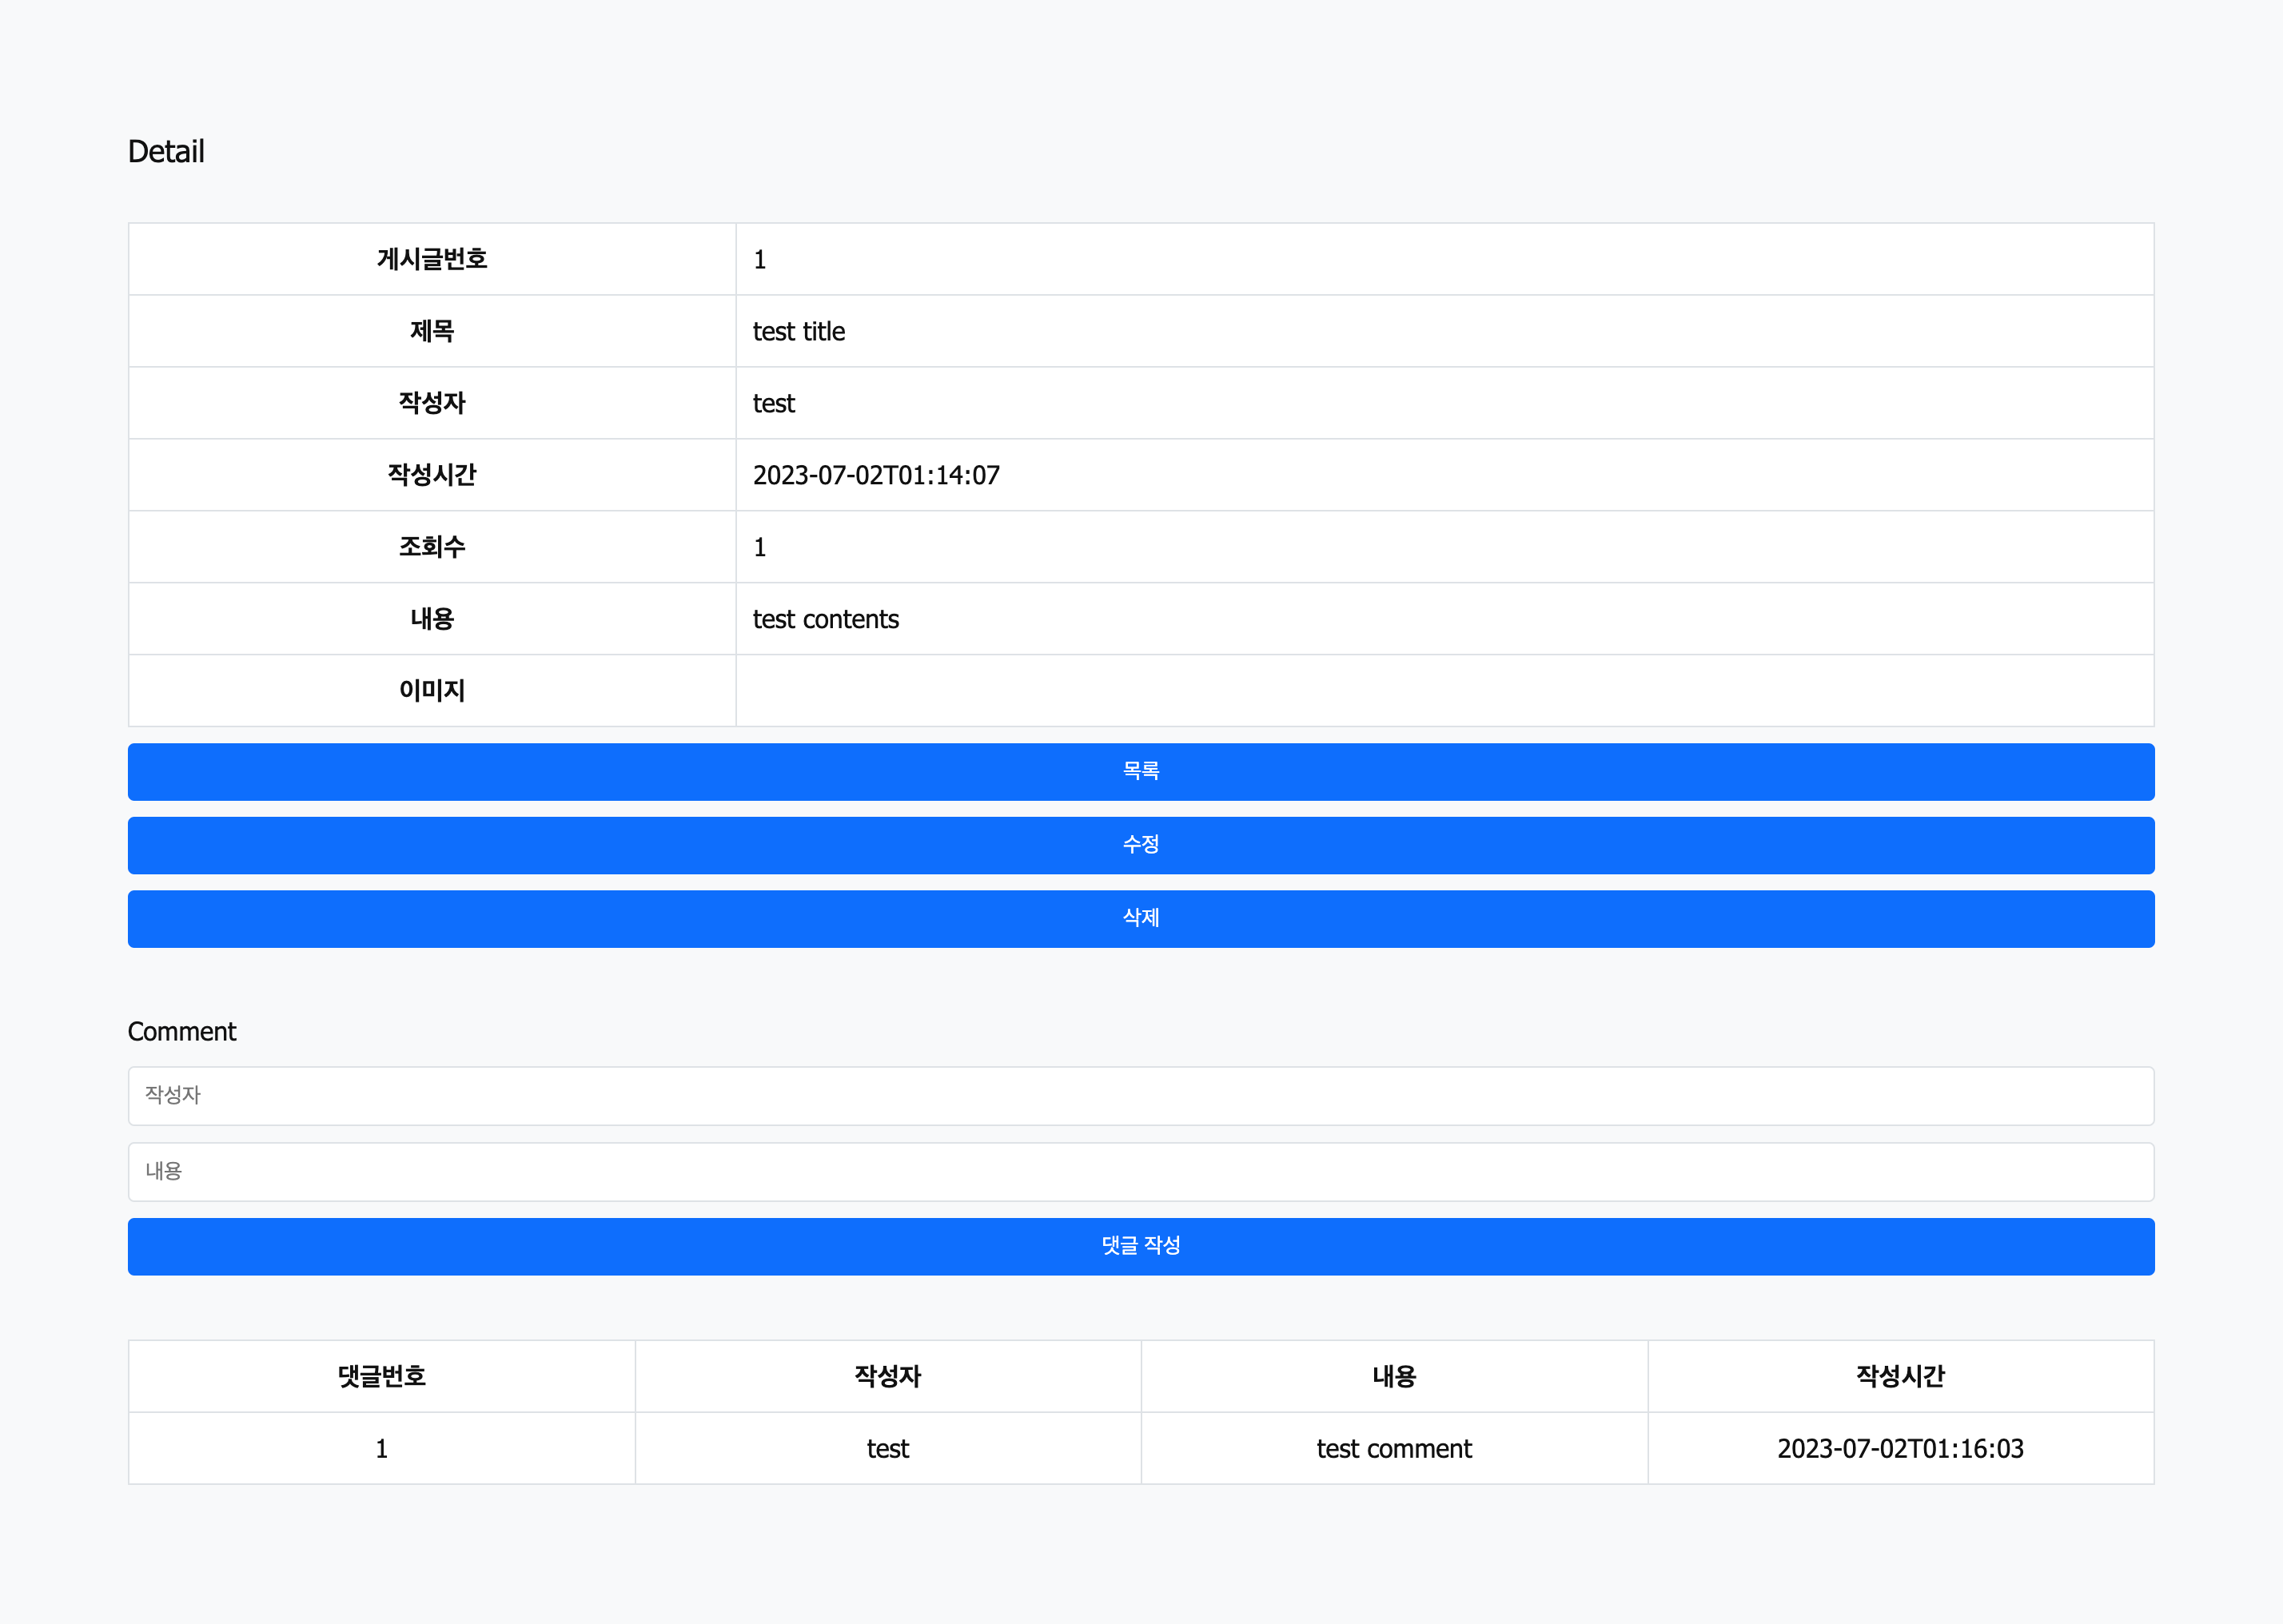 Detail
게시글번호 1
제목 test title
작성자 test
작성시간 2023-07-02T01:14:07
조회수 1
내용 test contents
이미지
목록
수정
삭제
Comment
작성자
내용
댓글 작성
댓글번호 작성자 내용 작성시간
1 test test comment 2023-07-02T01:16:03